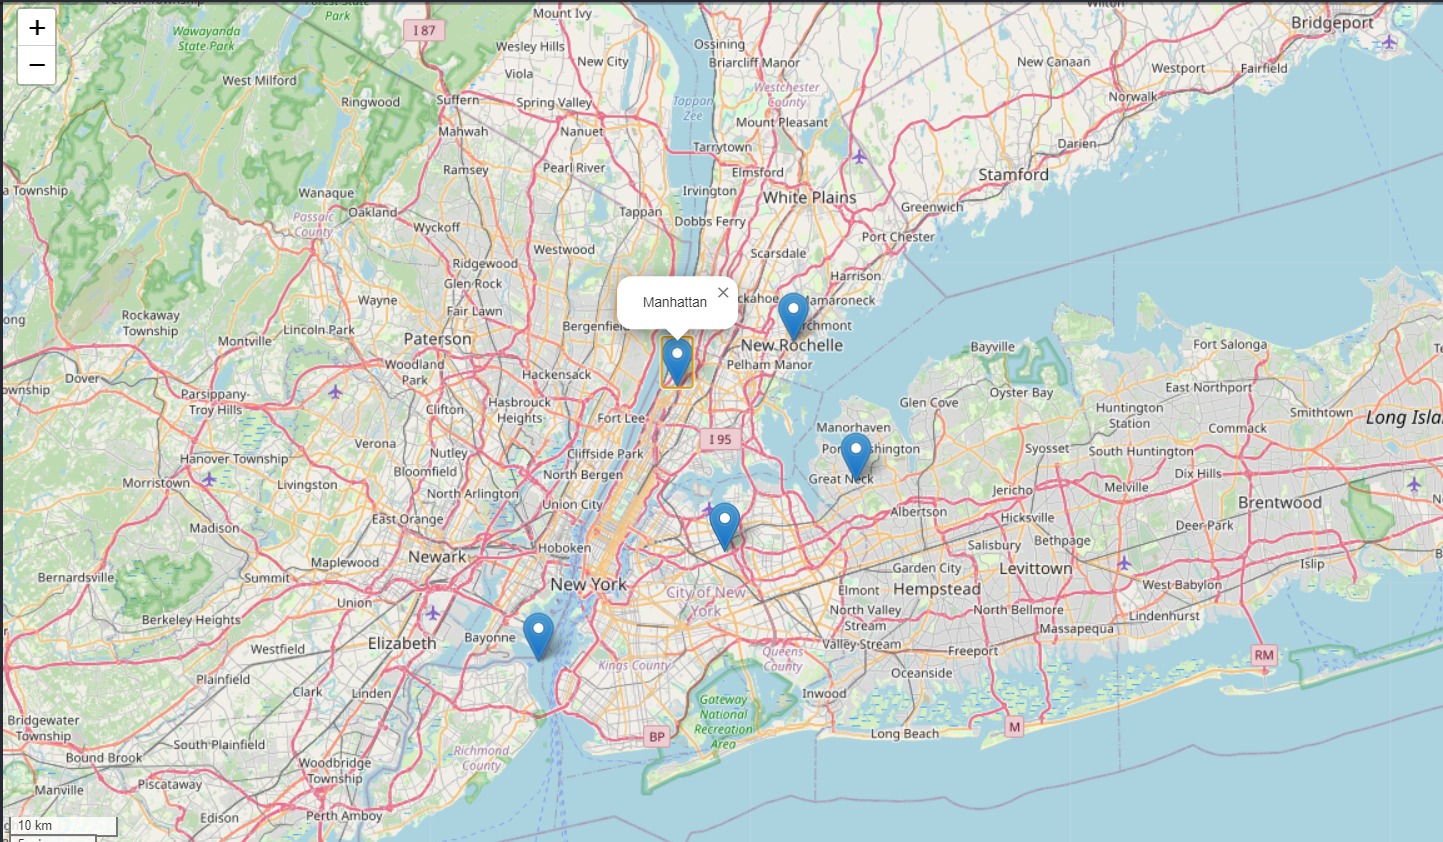 +
−
I 87
Mount Ivy
Ossining
Briarcliff Manor
Bridgeport
Wawayanda
State Park
Wesley Hills
New City
New Canaan
Westport
Fairfield
Viola
West Milford
Ringwood
Suffern
Spring Valley
Tappan
Zee
Westchester
County
Norwalk
Mahwah
Nanuet
Mount Pleasant
Tarrytown
Darien
Ramsey
Pearl River
Elmsford
Stamford
a Township
Wanaque
Irvington
White Plains
Greenwich
Passaic
County
Oakland
Wyckoff
Tappan
Dobbs Ferry
Port Chester
Westwood
Scarsdale
Ridgewood
Glen Rock
Harrison
Wayne
Fair Lawn
Manhattan
×
ckahoe
Mamaroneck
ong
Rockaway
Township
Lincoln Park
Bergenfield
rchmont
Montville
Paterson
New Rochelle
Bayville
Fort Salonga
Woodland
Park
Hackensack
Pelham Manor
Dover
ownship
Parsippany-
Troy Hills
Clifton
Hasbrouck
Heights
Fort Lee
Glen Cove
Oyster Bay
East Northport
Huntington
Station
Smithtown
Long Isla
Verona
Nutley
Cliffside Park
I 95
Manorhaven
Commack
Hanover Township
Bloomfield
North Bergen
Por
shington
Syosset
South Huntington
Morristown
Livingston
North Arlington
Great Neck
Jericho
Melville
Dix Hills
Union City
Albertson
Hicksville
Brentwood
Madison
East Orange
Deer Park
Maplewood
Newark
Hoboken
Salisbury
Bethpage
Bernardsville
Summit
New York
City of New
York
Garden City
Levittown
Islip
Union
Elmont
Hempstead
West Babylon
Berkeley Heights
North Valley
Stream
North Bellmore
Lindenhurst
Westfield
Elizabeth
Bayonne
Massapequa
Valley Stream
Freeport
Kings County
Queens
County
RM
Plainfield
Clark
Linden
Inwood
Oceanside
Gateway
National
Recreation
Area
Bridgewater
Township
South Plainfield
Richmond
County
BP
Long Beach
M
Bound Brook
Woodbridge
Township
Manville
Piscataway
Edison
Perth Amboy
10 km